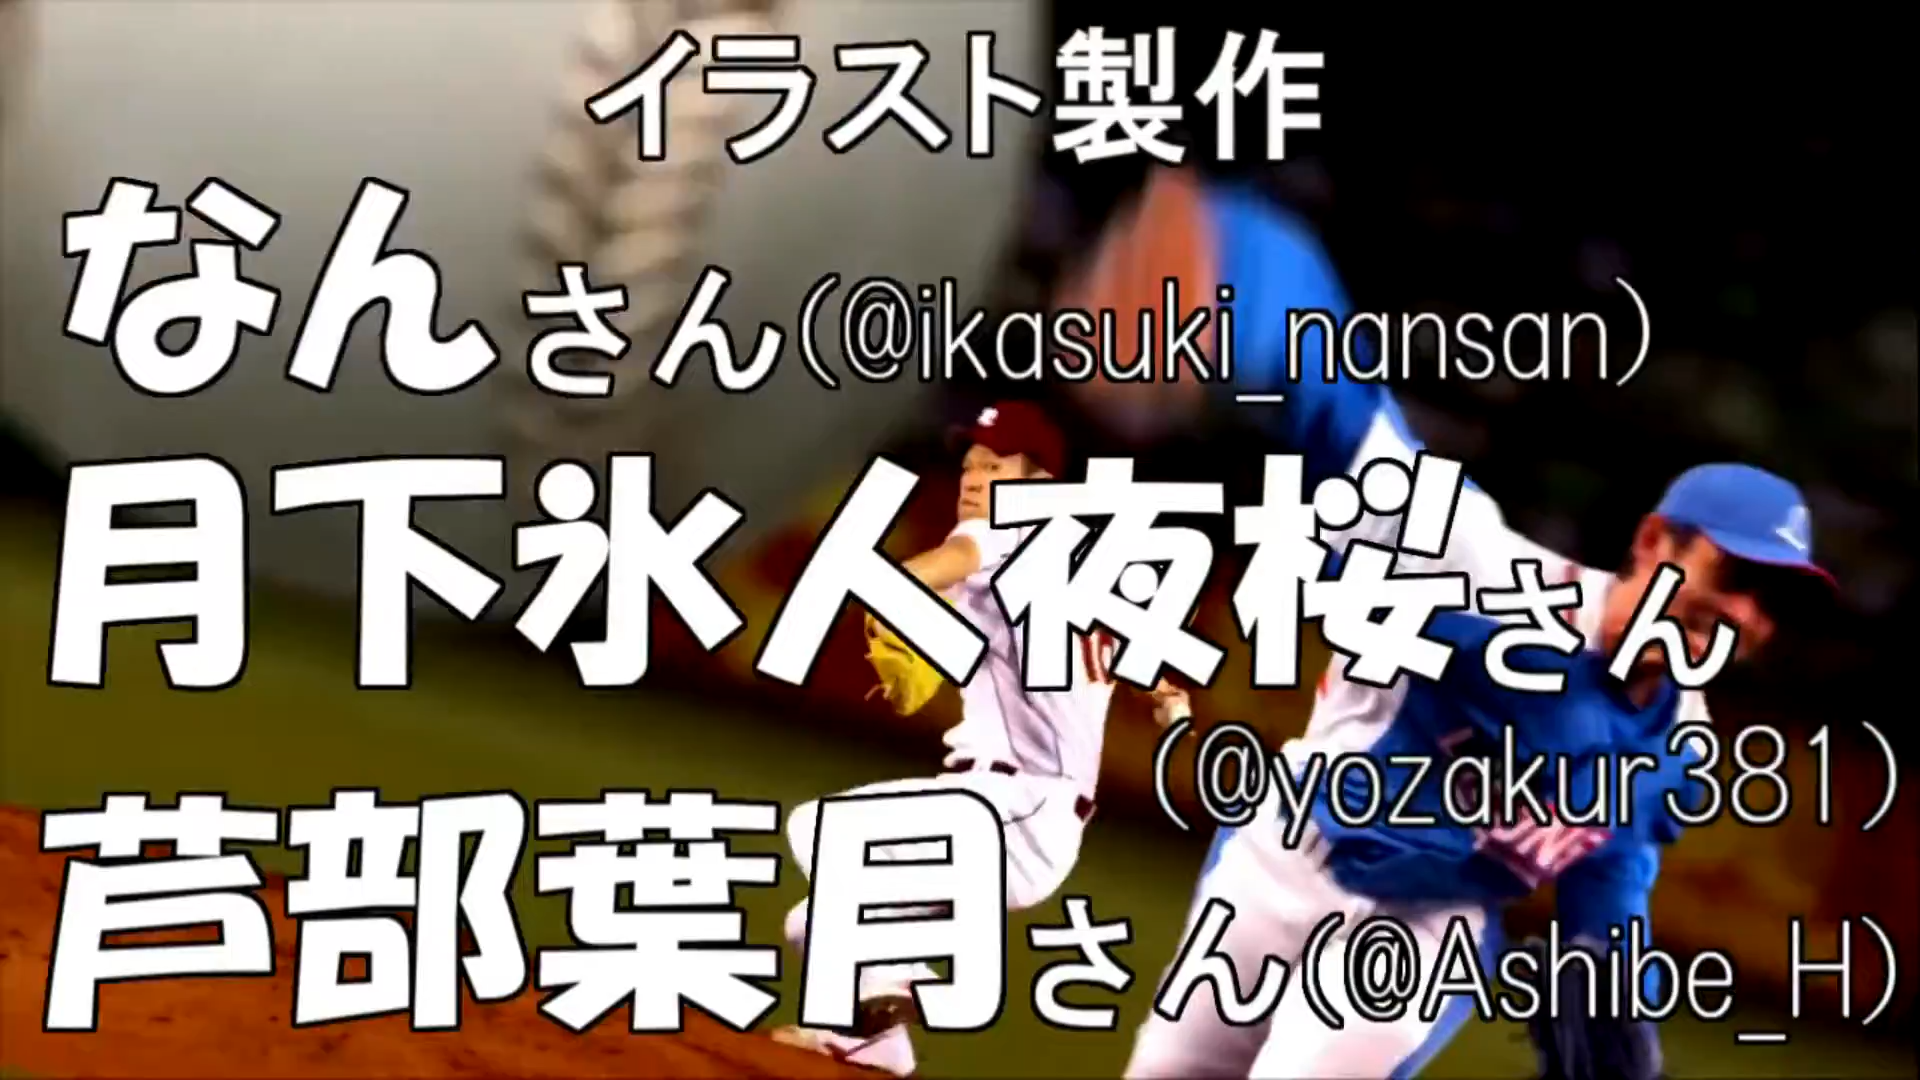 イラスト製作
なんさん(@ikasuki_nansan)
月下氷人夜桜さん
(@yozakur381)
芦部葉月さん(@Ashibe_H)